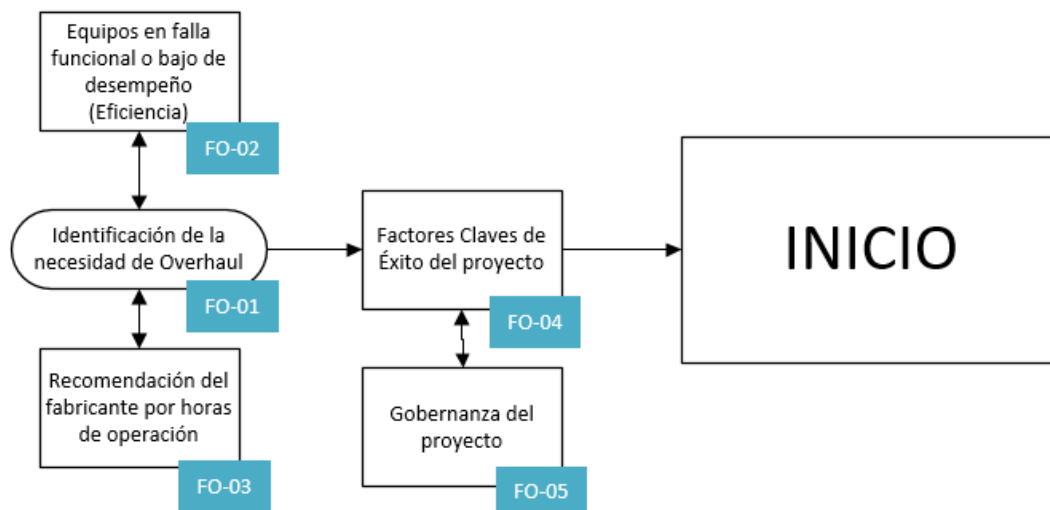 Equipos en falla
funcional o bajo de
desempeño
(Eficiencia)
FO-02
Identificación de la
necesidad de Overhaul
FO-01
Recomendación del
fabricante por horas
de operación
FO-03
Factores Claves de
Éxito del proyecto
FO-04
Gobernanza del
proyecto
FO-05
INICIO